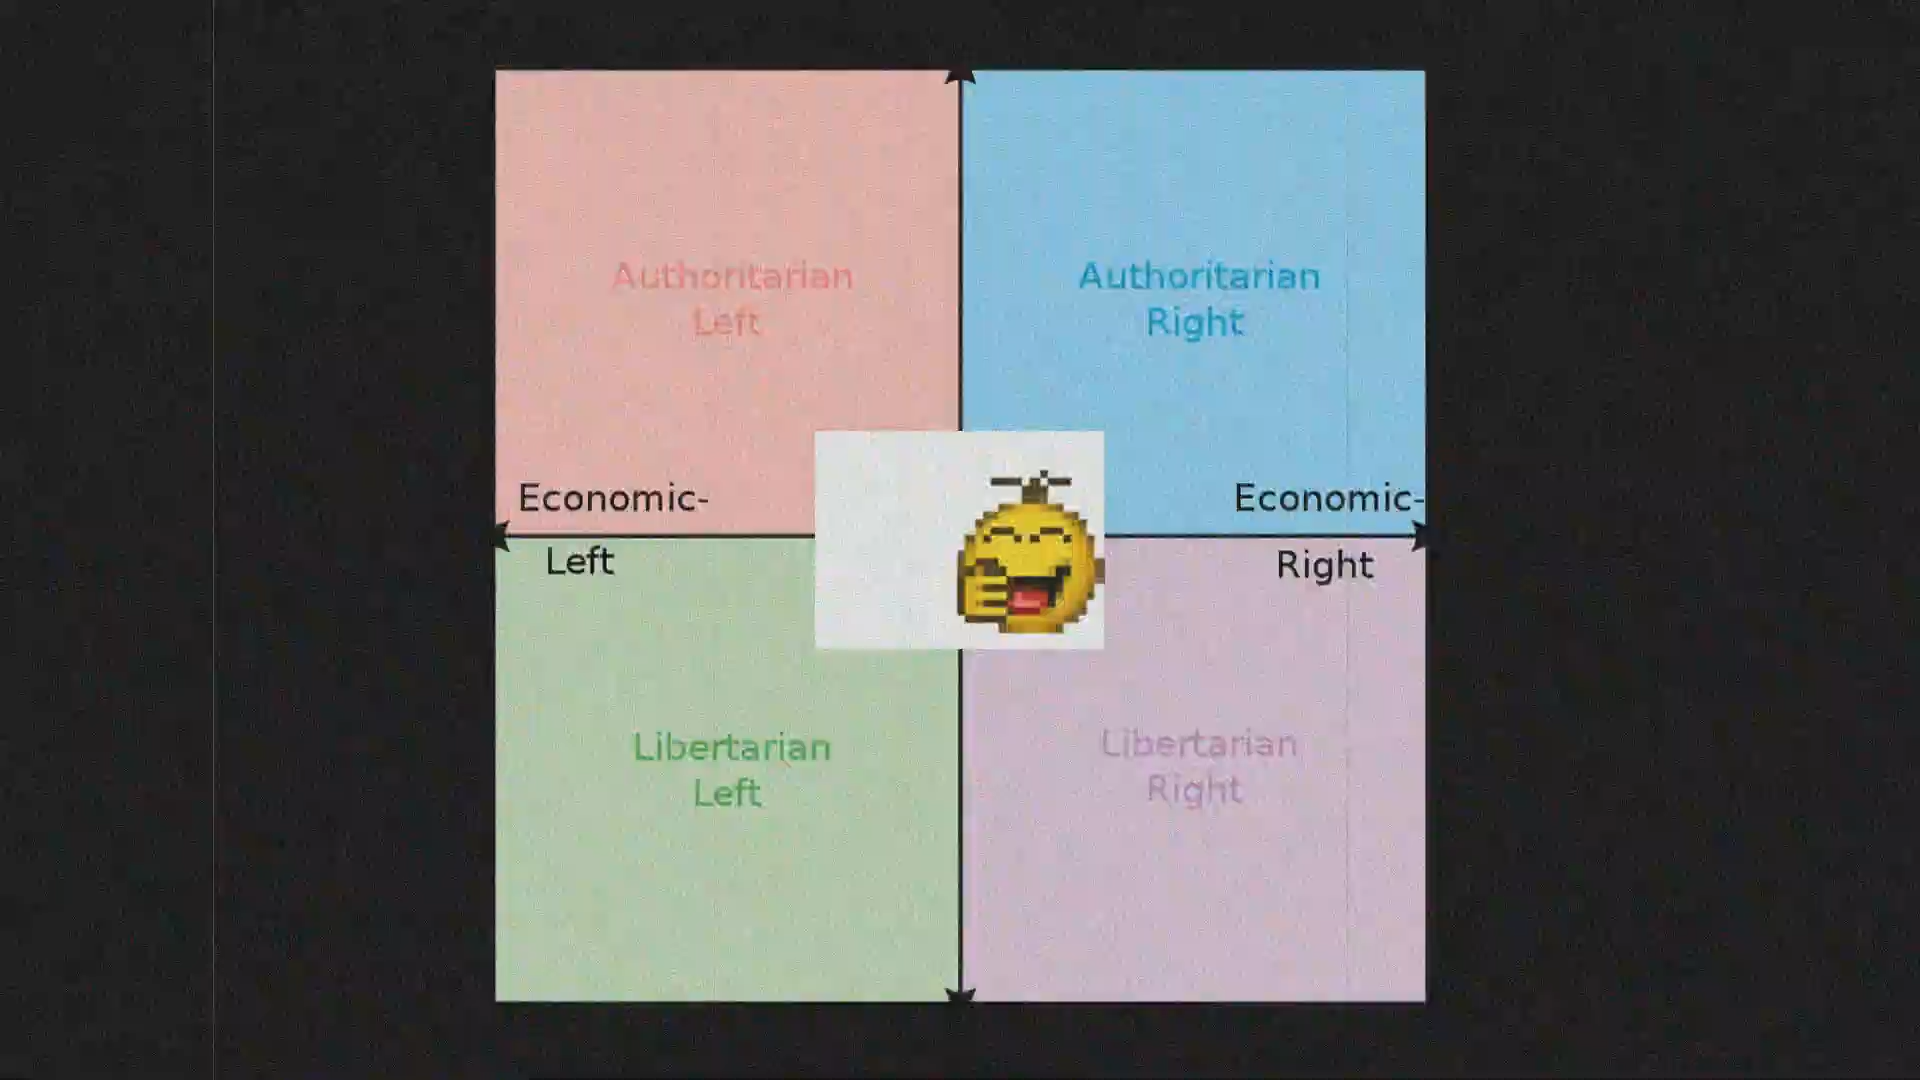 Authoritarian
Left
Authoritarian
Right
Economic-
Left
Economic-
Right
Libertarian
Left
Libertarian
Right